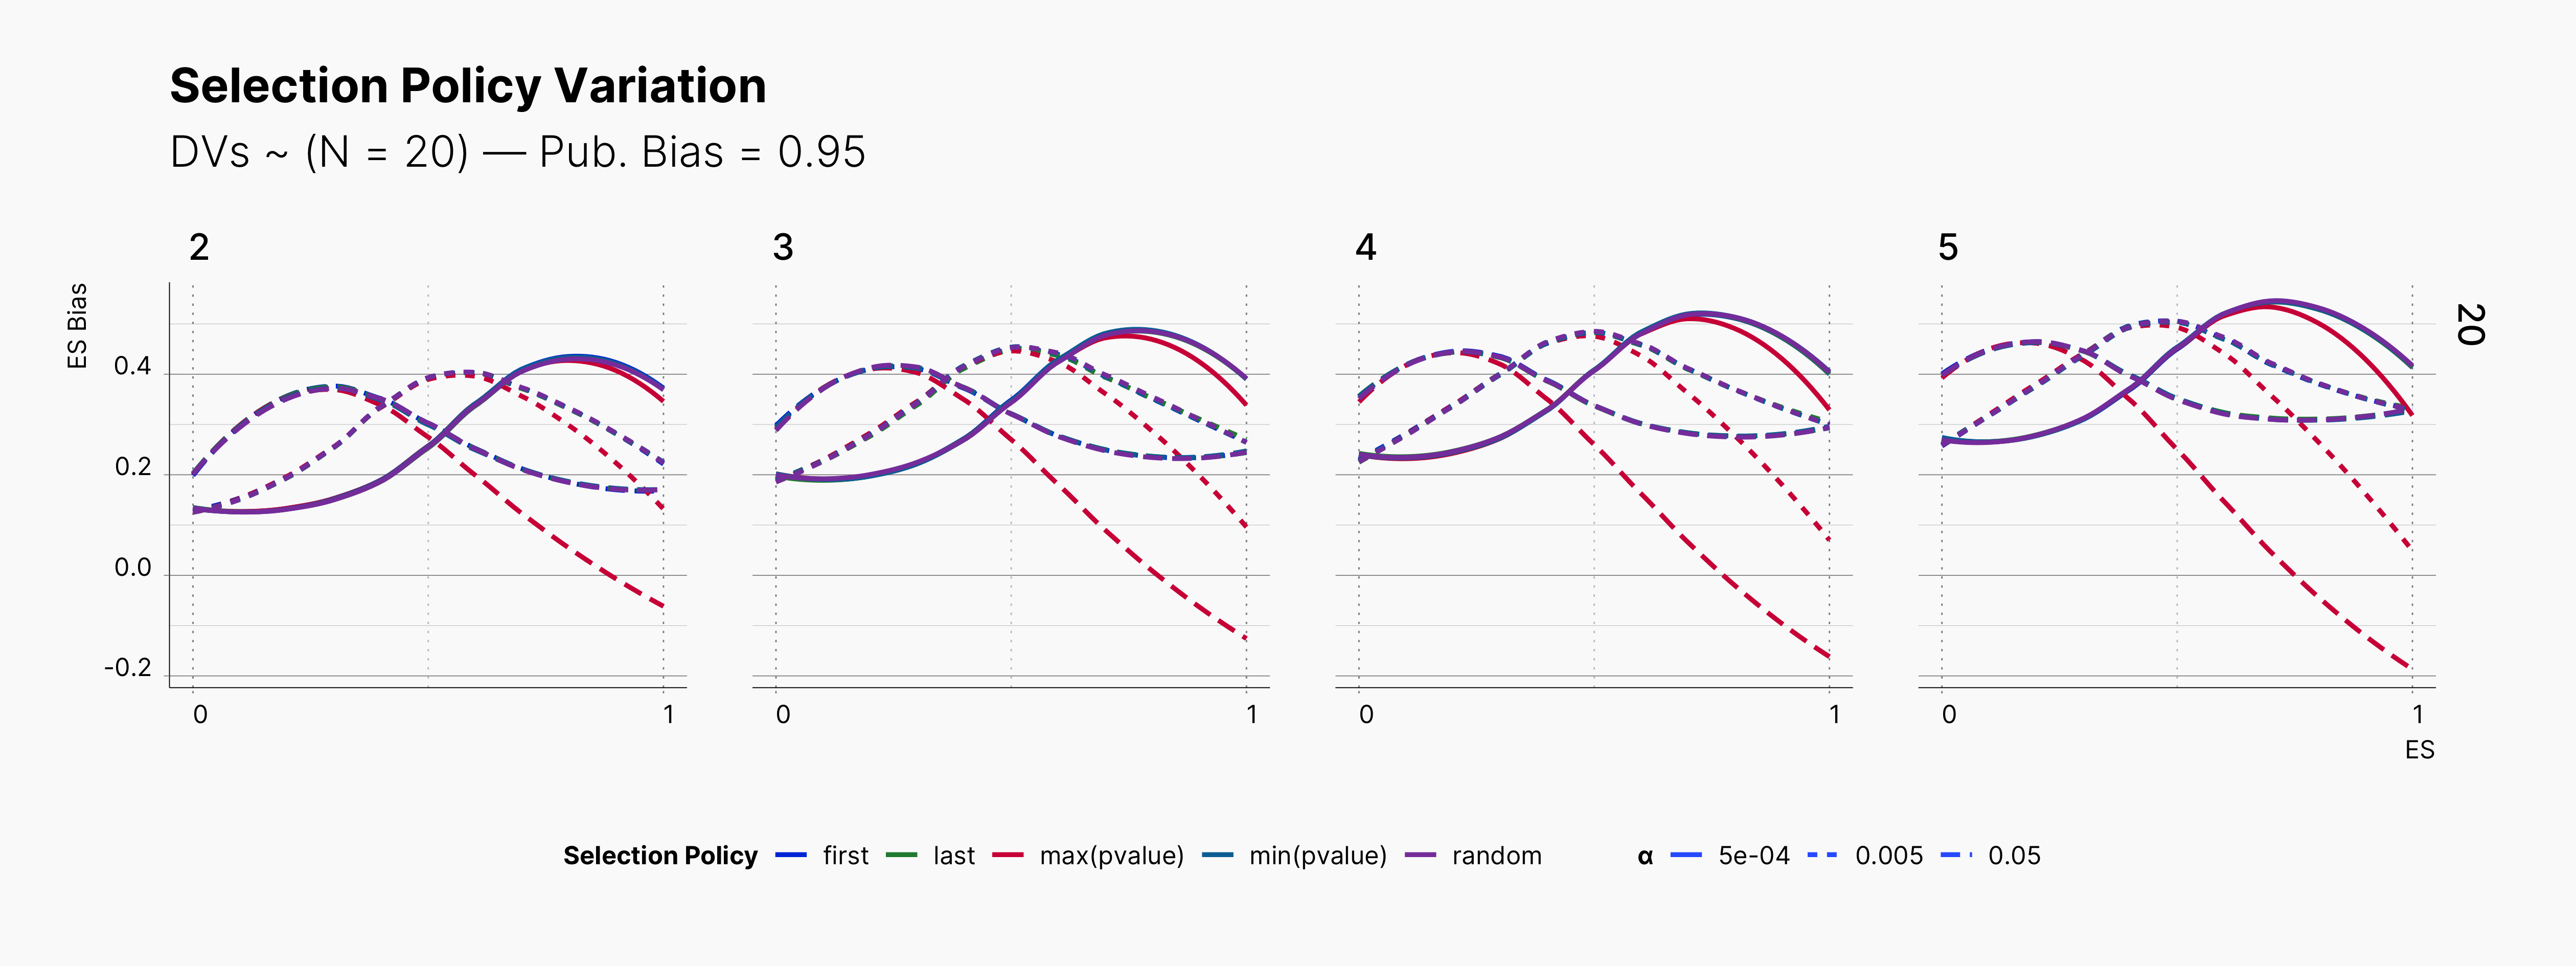 Selection Policy Variation
DVs ~ (N = 20) — Pub. Bias = 0.95
2 3 4 5
ES Bias
20
0.4
0.2
0.0
-0.2
0 1 0 1 0 1 0 1
ES
Selection Policy first last max(pvalue) min(pvalue) random α 5e-04 0.005 0.05